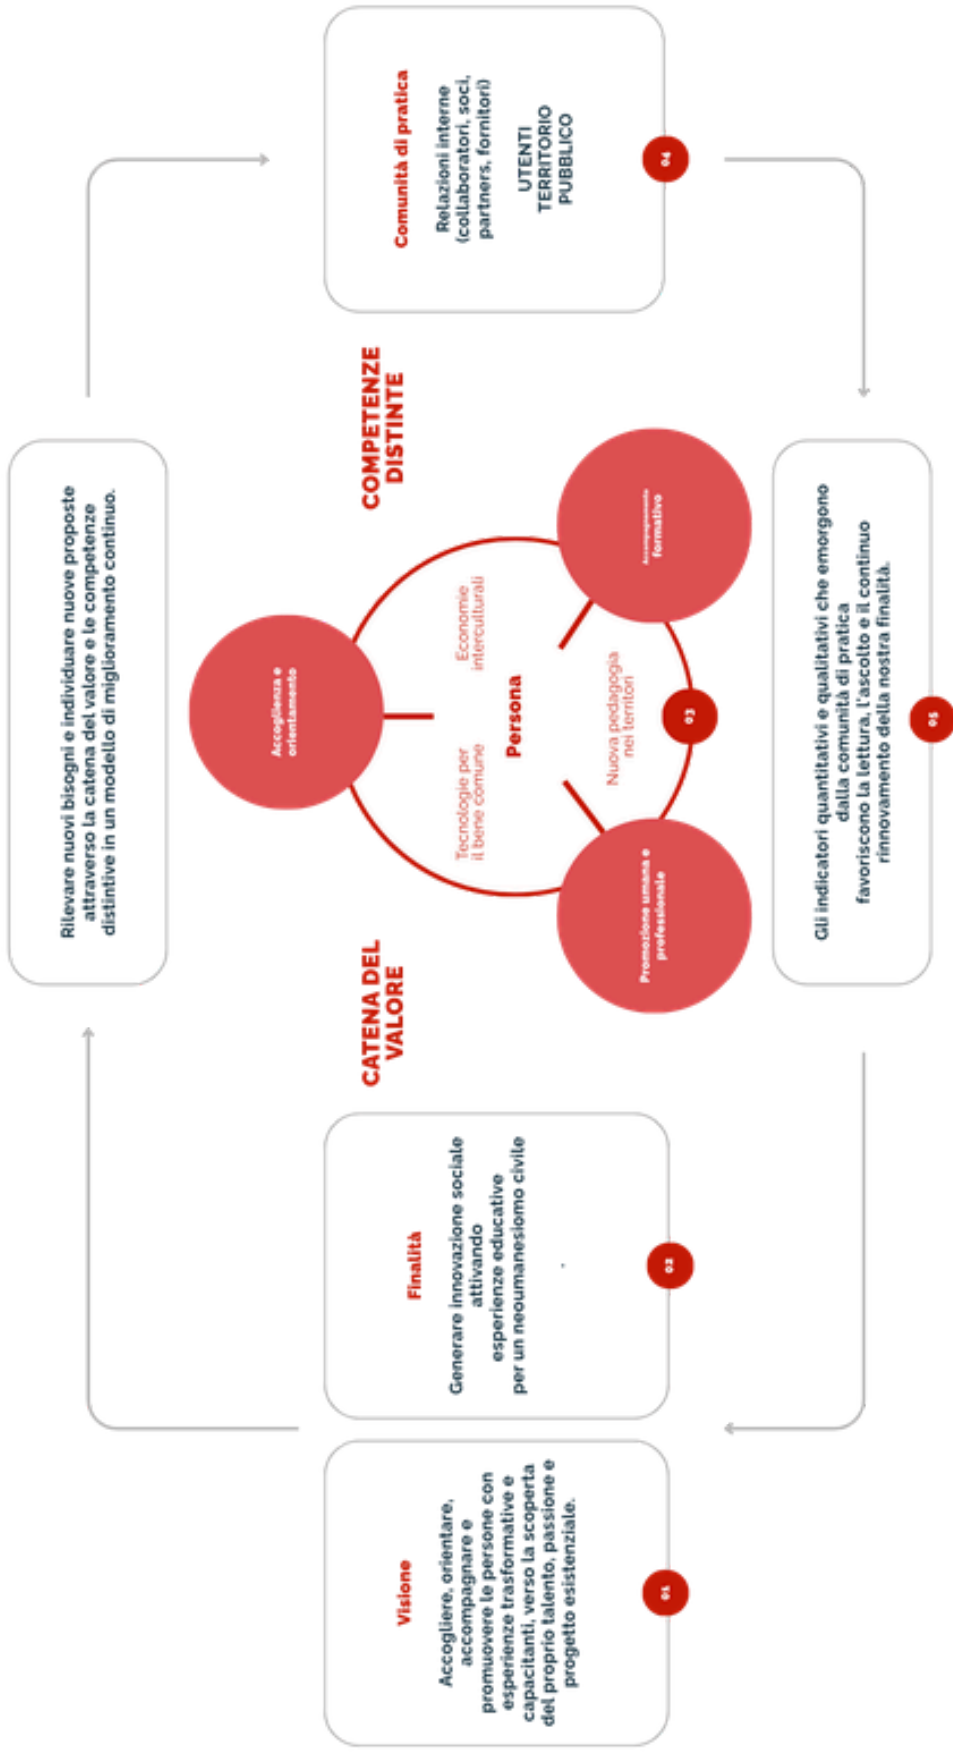 Rilevare nuovi bisogni e individuare nuove proposte
attraverso la catena del valore e le competenze
distintive in un modello di miglioramento continuo.
Visione
Accogliere, orientare,
accompagnare e
promuovere le persone con
esperienze trasformative e
capacitanti, verso la scoperta
del proprio talento, passione e
progetto esistenziale.
01
Finalità
Generare innovazione sociale
attivando
esperienze educative
per un neoumanesiomo civile
.
02
CATENA DEL
VALORE
Accoglienza e
orientamento
Tecnologie per
il bene comune
Economie
interculturali
Persona
Nuova pedagogia
nei territori
Promozione umana e
professionale
Accompagnamento
formativo
03
COMPETENZE
DISTINTE
Comunità di pratica
Relazioni interne
(collaboratori, soci,
partners, fornitori)
UTENTI
TERRITORIO
PUBBLICO
04
Gli indicatori quantitativi e qualitativi che emorgono
dalla comunità di pratica
favoriscono la lettura, l'ascolto e il continuo
rinnovamento della nostra finalità.
05